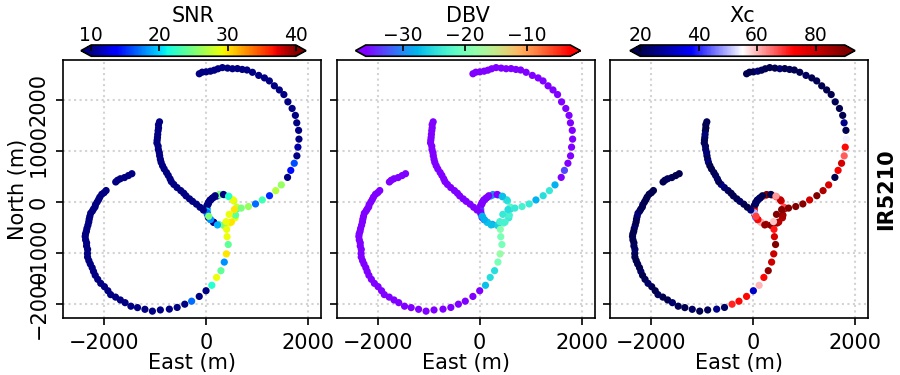 SNR DBV Xc
10 20 30 40 −30 −20 −10 20 40 60 80
North (m)
2000
1000
0
−1000
−2000
IR5210
−2000 0 2000 −2000 0 2000 −2000 0 2000
East (m) East (m) East (m)